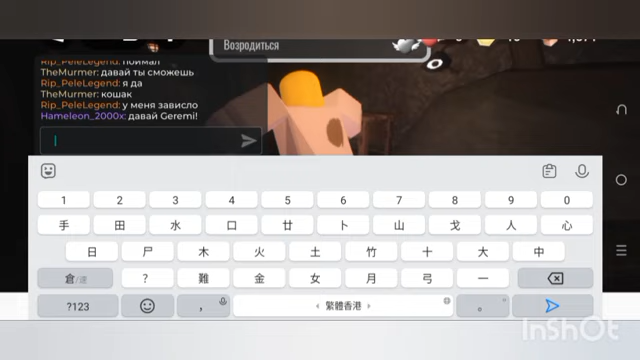 Возродиться
Rip_PeleLegend: поймал
TheMurmer: давай ты сможешь
Rip_PeleLegend: я да
TheMurmer: кошак
Rip_PeleLegend: у меня зависло
Hameleon_2000x: давай Geremi!
1 2 3 4 5 6 7 8 9 0
手 田 水 口 廿 卜 山 戈 人 心
日 尸 木 火 土 竹 十 大 中
倉/速 ? 難 金 女 月 弓 一
?123 , 繁體香港 。
InShOt